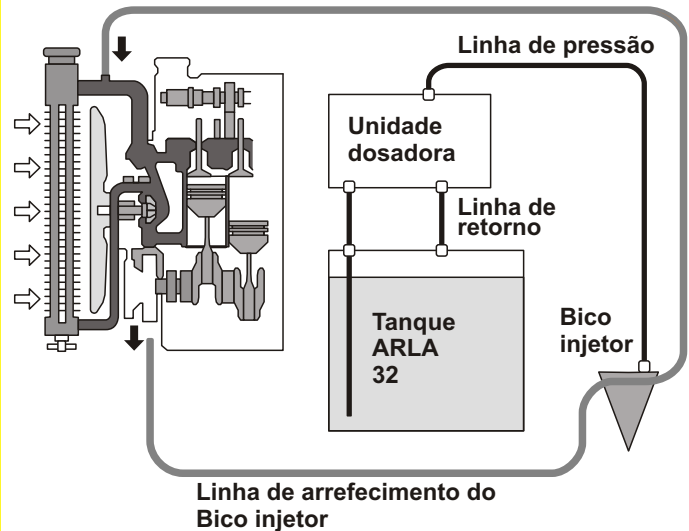 Linha de pressão
Unidade
dosadora
Linha de
retorno
Tanque
ARLA
32
Bico
injetor
Linha de arrefecimento do
Bico injetor